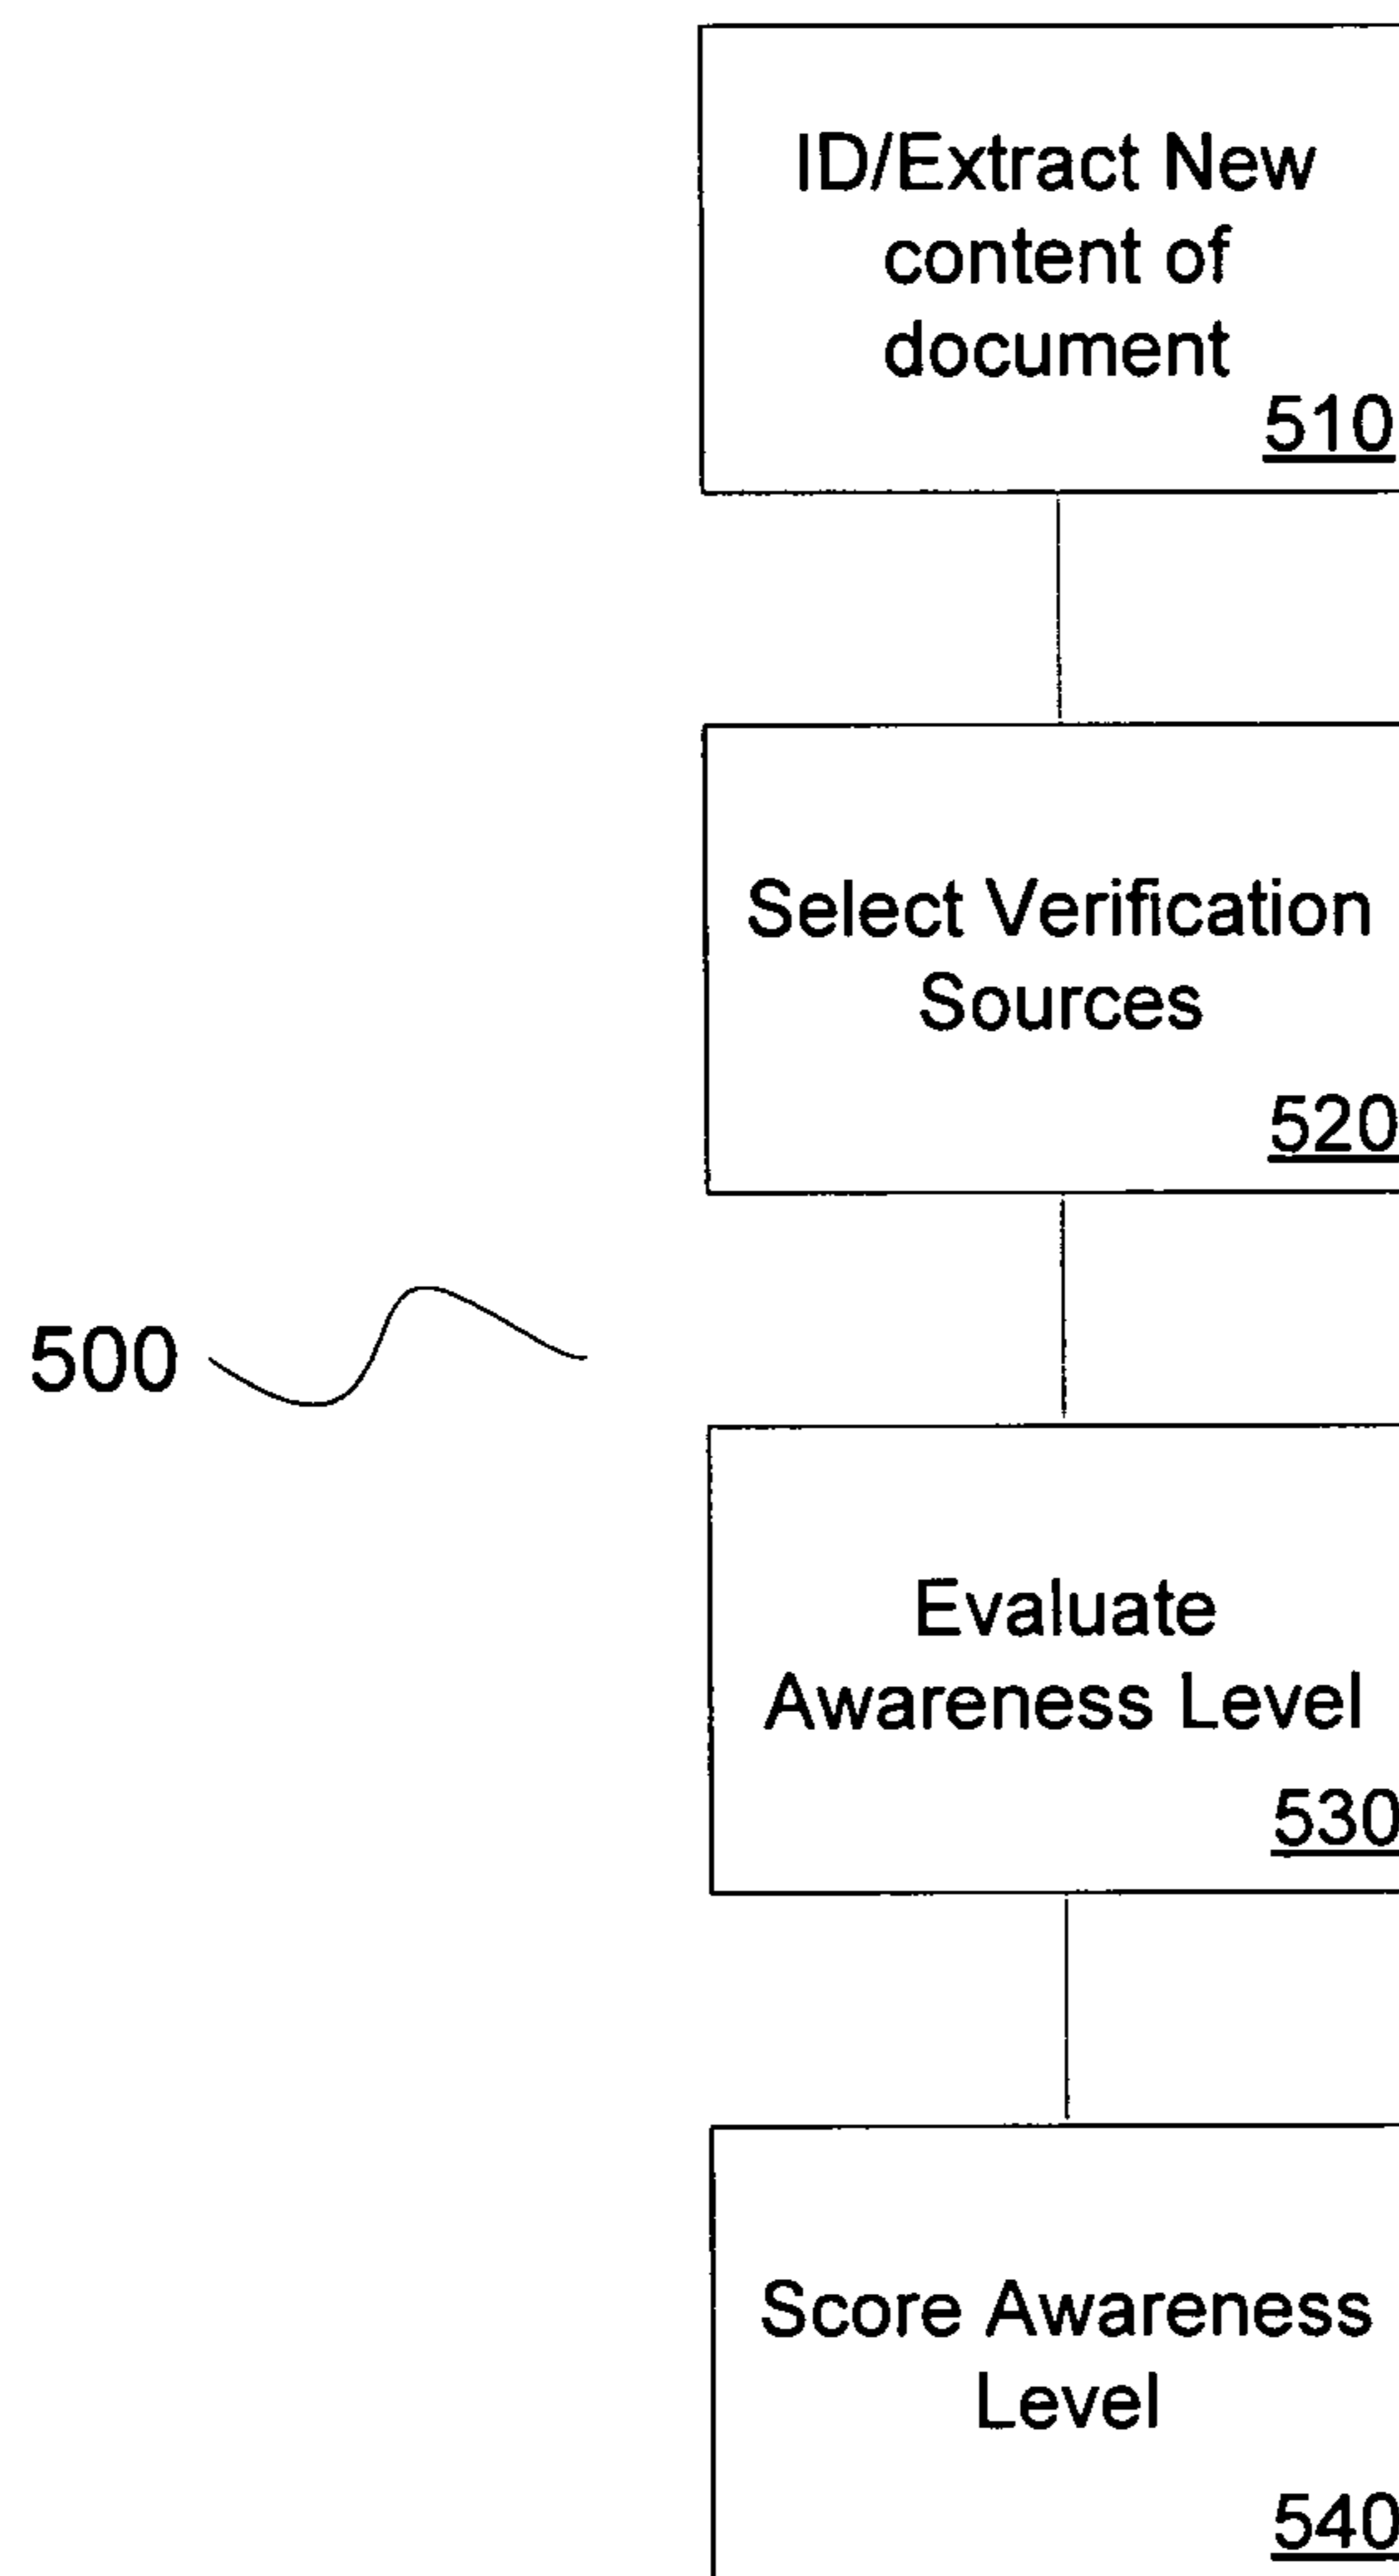 ID/Extract New
content of
document
510
Select Verification
Sources
520
500
Evaluate
Awareness Level
530
Score Awareness
Level
540